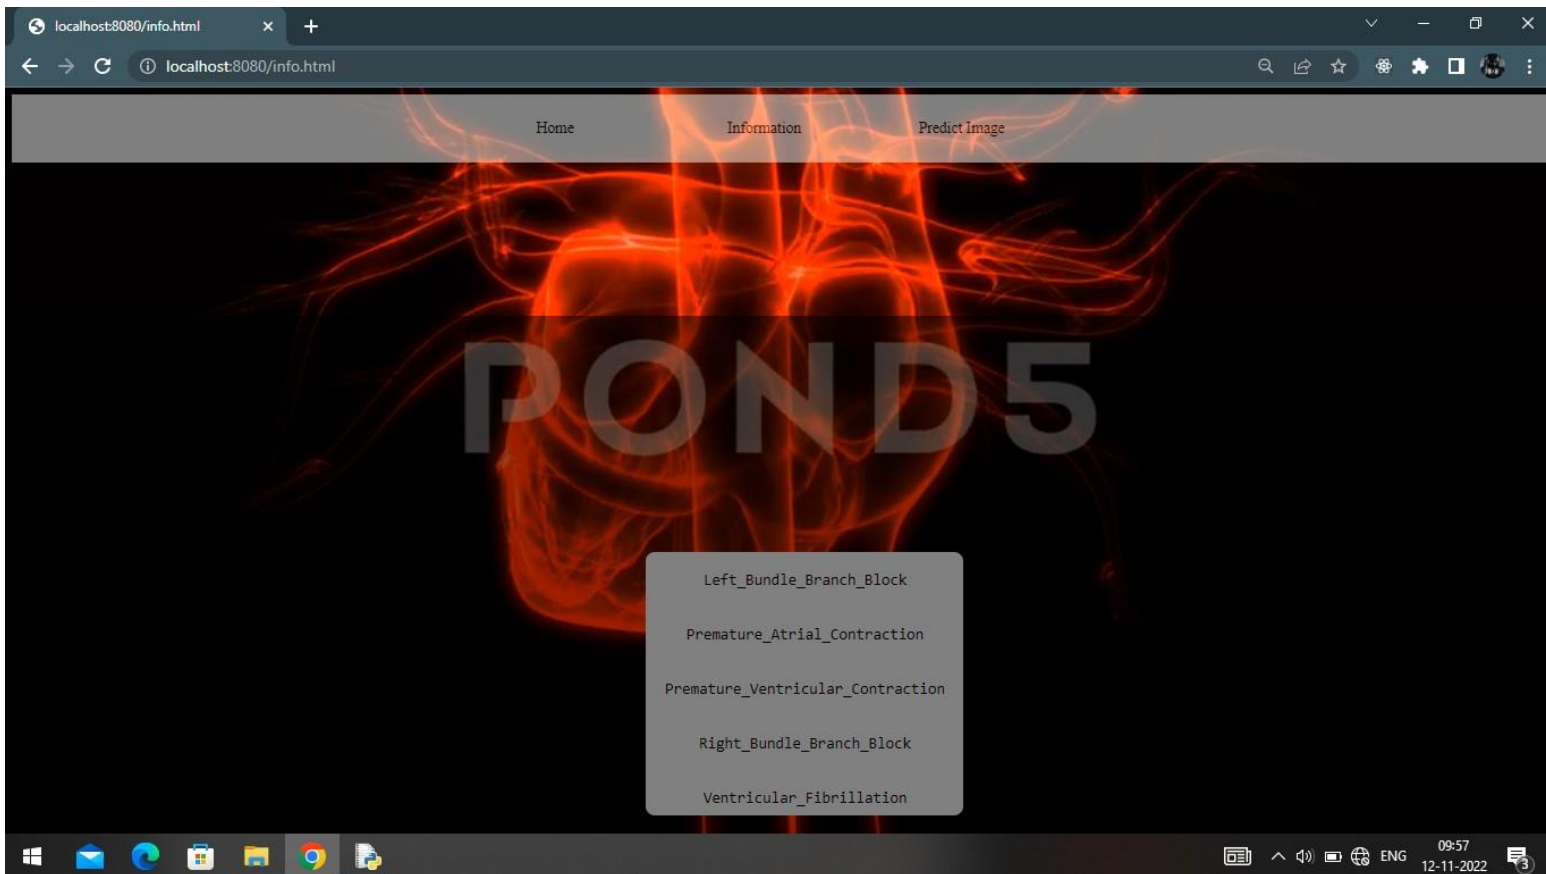 localhost:8080/info.html
localhost:8080/info.html
Home Information Predict Image
POND5
Left_Bundle_Branch_Block
Premature_Atrial_Contraction
Premature_Ventricular_Contraction
Right_Bundle_Branch_Block
Ventricular_Fibrillation
ENG 09:57
12-11-2022 3